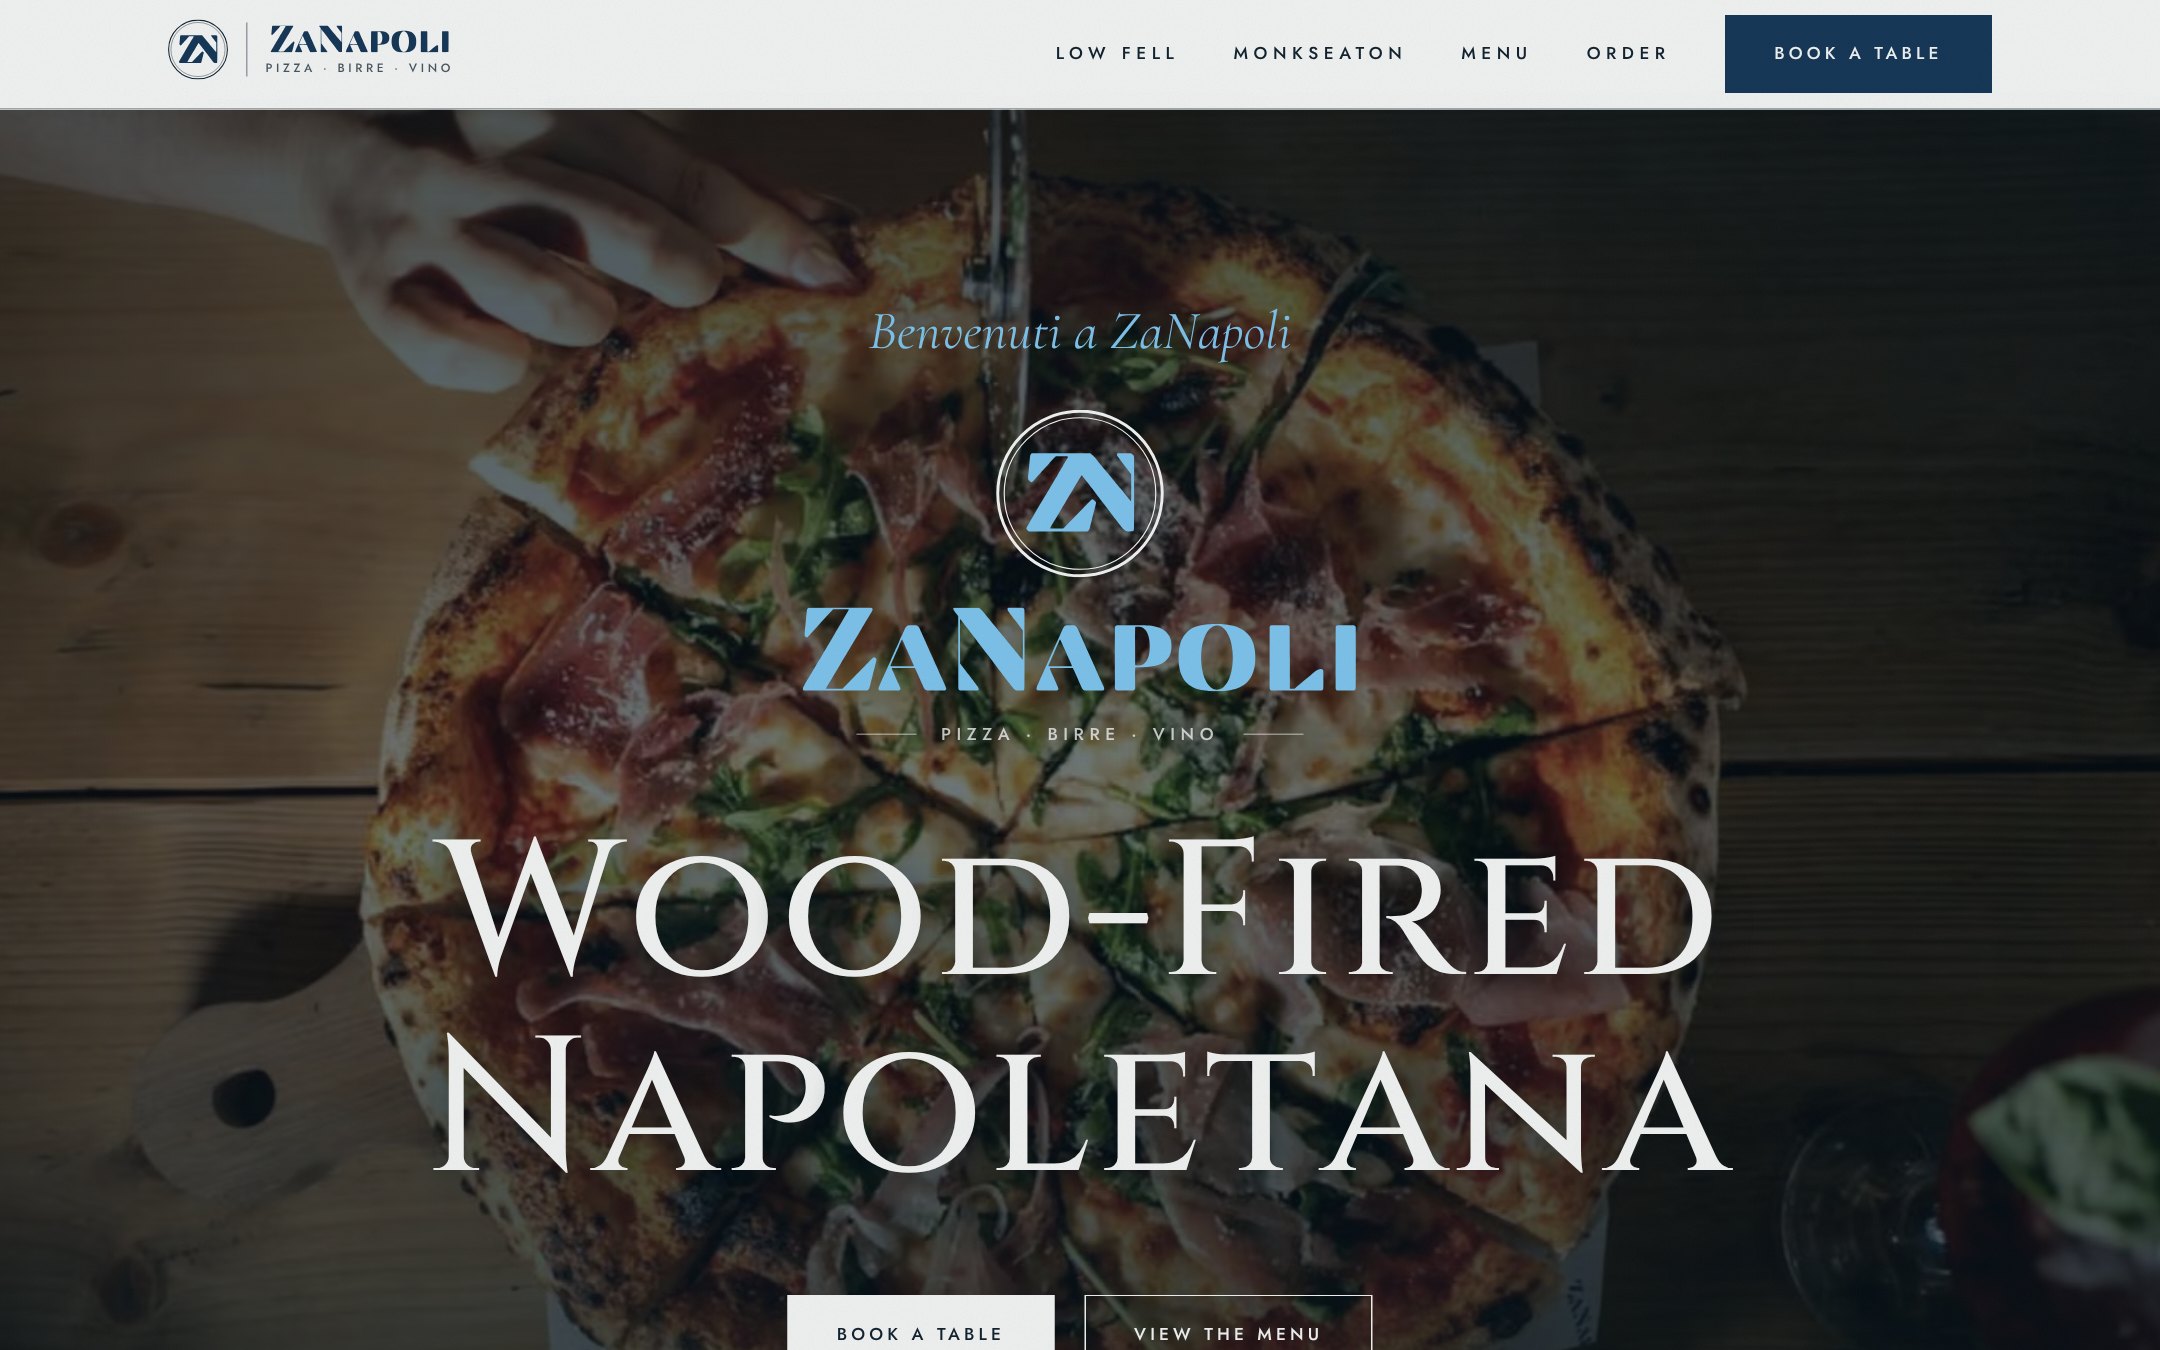 ZN
ZANAPOLI
PIZZA · BIRRE · VINO
LOW FELL
MONKSEATON
MENU
ORDER
BOOK A TABLE
Benvenuti a ZaNapoli
ZN
ZANAPOLI
PIZZA · BIRRE · VINO
WOOD-FIRED
NAPOLETANA
BOOK A TABLE
VIEW THE MENU